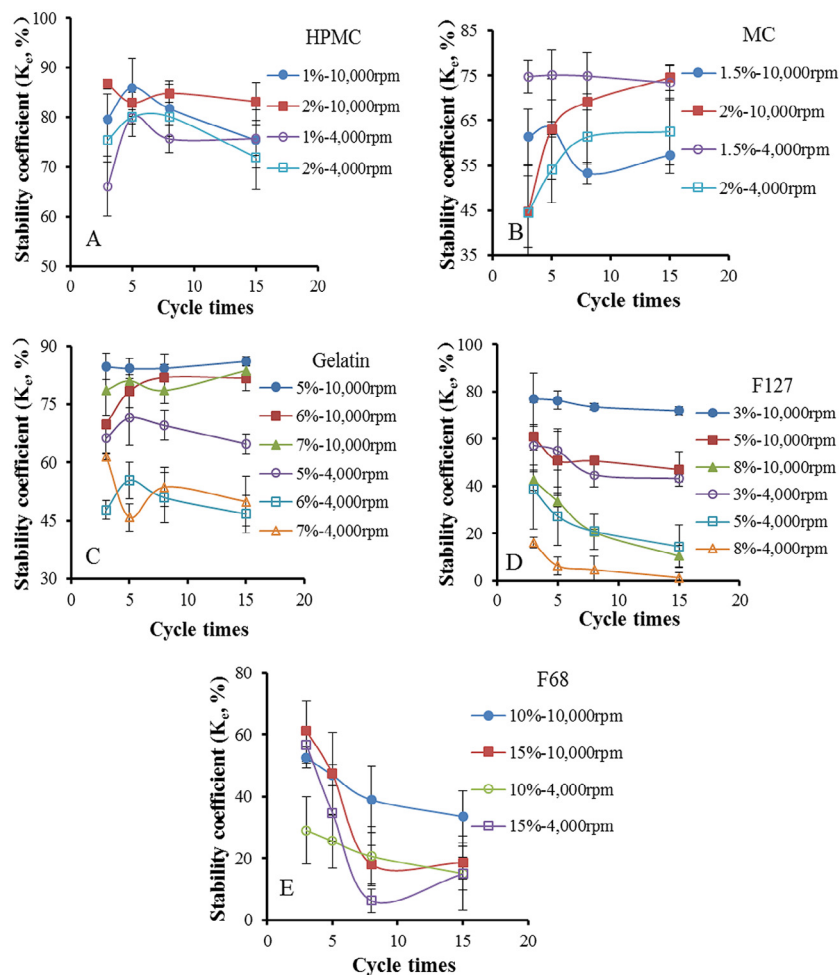 HPMC
Stability coefficient (Ke, %)
100
90
80
70
60
50
0
5
10
15
20
Cycle times
A
1%-10,000rpm
2%-10,000rpm
1%-4,000rpm
2%-4,000rpm
MC
Stability coefficient (Ke, %)
85
75
65
55
45
35
0
5
10
15
20
Cycle times
B
1.5%-10,000rpm
2%-10,000rpm
1.5%-4,000rpm
2%-4,000rpm
Gelatin
Stability coefficient (Ke, %)
90
75
60
45
30
0
5
10
15
20
Cycle times
C
5%-10,000rpm
6%-10,000rpm
7%-10,000rpm
5%-4,000rpm
6%-4,000rpm
7%-4,000rpm
F127
Stability coefficient (Ke, %)
100
80
60
40
20
0
0
5
10
15
20
Cycle times
D
3%-10,000rpm
5%-10,000rpm
8%-10,000rpm
3%-4,000rpm
5%-4,000rpm
8%-4,000rpm
F68
Stability coefficient (Ke, %)
80
60
40
20
0
0
5
10
15
20
Cycle times
E
10%-10,000rpm
15%-10,000rpm
10%-4,000rpm
15%-4,000rpm